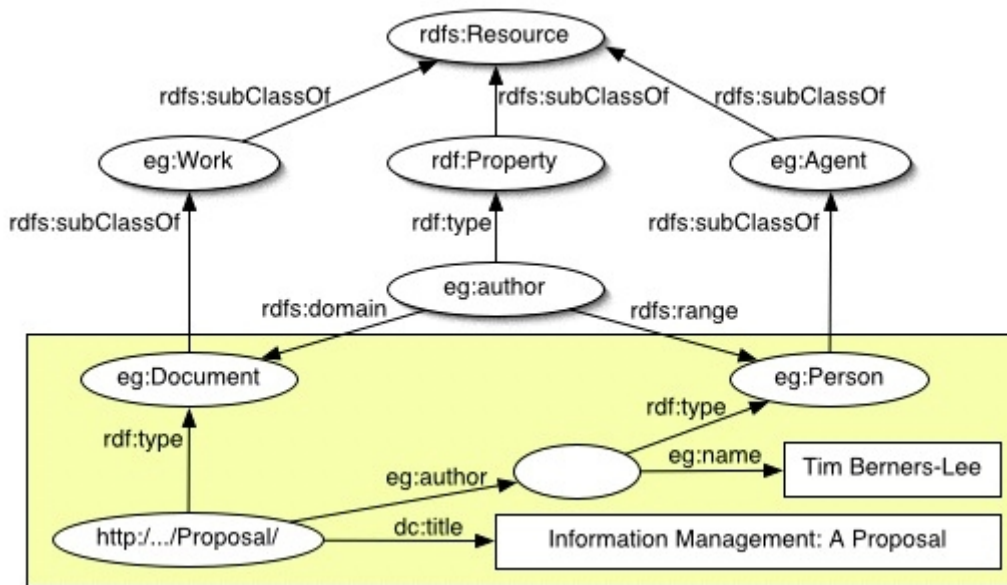 rdfs:Resource
rdfs:subClassOf
rdfs:subClassOf
rdfs:subClassOf
eg:Work
rdf:Property
eg:Agent
rdfs:subClassOf
rdf:type
rdfs:subClassOf
eg:author
rdfs:domain
rdfs:range
eg:Document
eg:Person
rdf:type
rdf:type
eg:author
eg:name
Tim Berners-Lee
http:/.../Proposal/
dc:title
Information Management: A Proposal